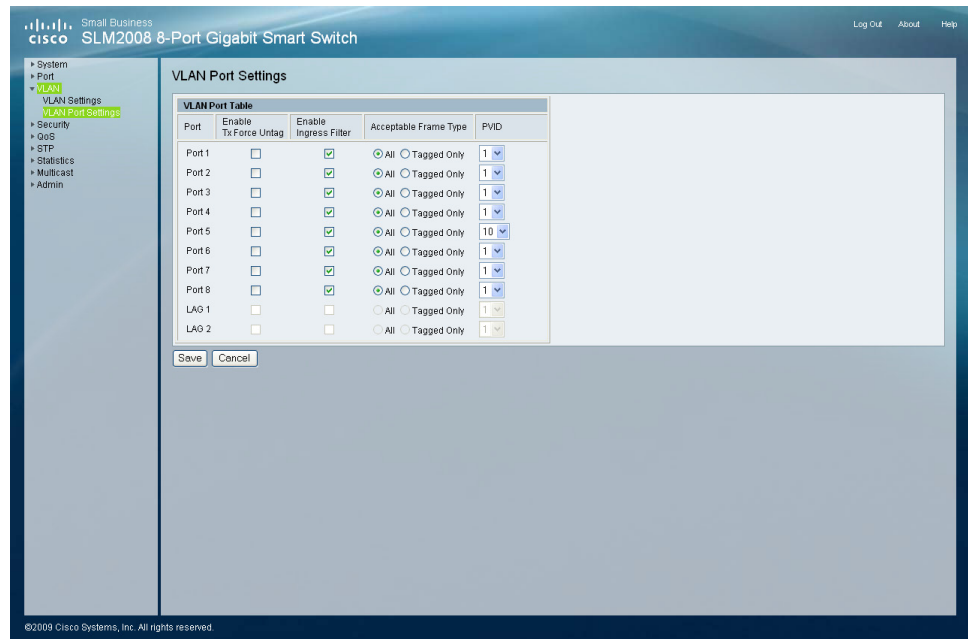 Small Business
CISCO SLM2008 8-Port Gigabit Smart Switch
Log Out About Help
System
Port
VLAN
VLAN Settings
VLAN Port Settings
Security
QoS
STP
Statistics
Multicast
Admin
VLAN Port Settings
VLAN Port Table
Port Enable Tx Force Untag Enable Ingress Filter Acceptable Frame Type PVID
Port 1 All Tagged Only 1
Port 2 All Tagged Only 1
Port 3 All Tagged Only 1
Port 4 All Tagged Only 1
Port 5 All Tagged Only 10
Port 6 All Tagged Only 1
Port 7 All Tagged Only 1
Port 8 All Tagged Only 1
LAG 1 All Tagged Only 1
LAG 2 All Tagged Only 1
Save Cancel
©2009 Cisco Systems, Inc. All rights reserved.